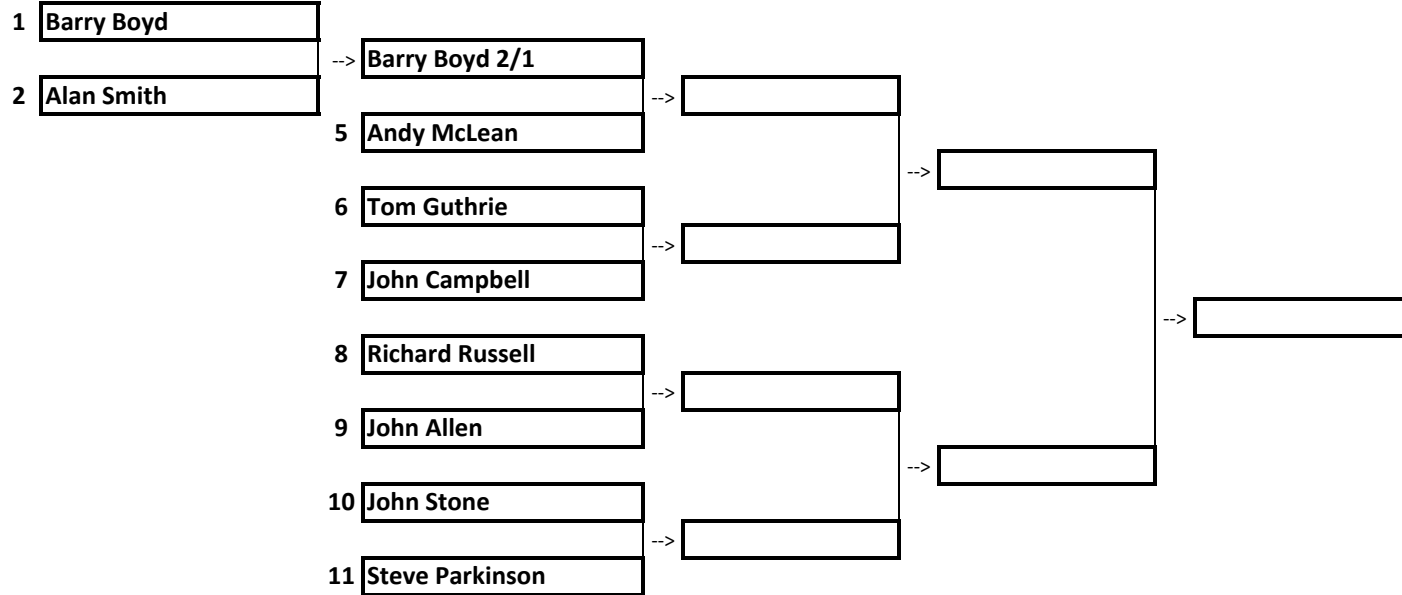 1 Barry Boyd
--> Barry Boyd 2/1
2 Alan Smith
-->
5 Andy McLean
-->
6 Tom Guthrie
-->
7 John Campbell
-->
8 Richard Russell
-->
9 John Allen
-->
10 John Stone
-->
11 Steve Parkinson